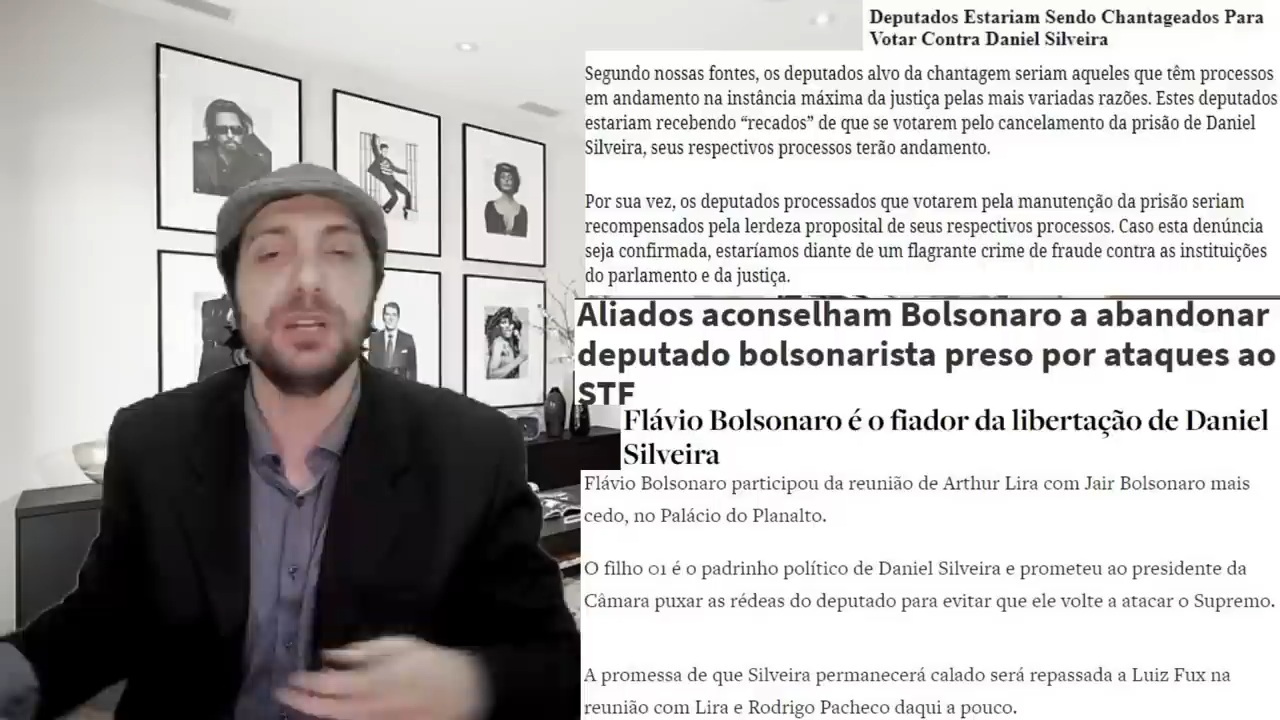 Deputados Estariam Sendo Chantageados Para
Votar Contra Daniel Silveira
Segundo nossas fontes, os deputados alvo da chantagem seriam aqueles que têm processos
em andamento na instância máxima da justiça pelas mais variadas razões. Estes deputados
estariam recebendo “recados” de que se votarem pelo cancelamento da prisão de Daniel
Silveira, seus respectivos processos terão andamento.
Por sua vez, os deputados processados que votarem pela manutenção da prisão seriam
recompensados pela lerdeza proposital de seus respectivos processos. Caso esta denúncia
seja confirmada, estaríamos diante de um flagrante crime de fraude contra as instituições
do parlamento e da justiça.
Aliados aconselham Bolsonaro a abandonar
deputado bolsonarista preso por ataques ao
STF
Flávio Bolsonaro é o fiador da libertação de Daniel
Silveira
Flávio Bolsonaro participou da reunião de Arthur Lira com Jair Bolsonaro mais
cedo, no Palácio do Planalto.
O filho 01 é o padrinho político de Daniel Silveira e prometeu ao presidente da
Câmara puxar as rédeas do deputado para evitar que ele volte a atacar o Supremo.
A promessa de que Silveira permanecerá calado será repassada a Luiz Fux na
reunião com Lira e Rodrigo Pacheco daqui a pouco.